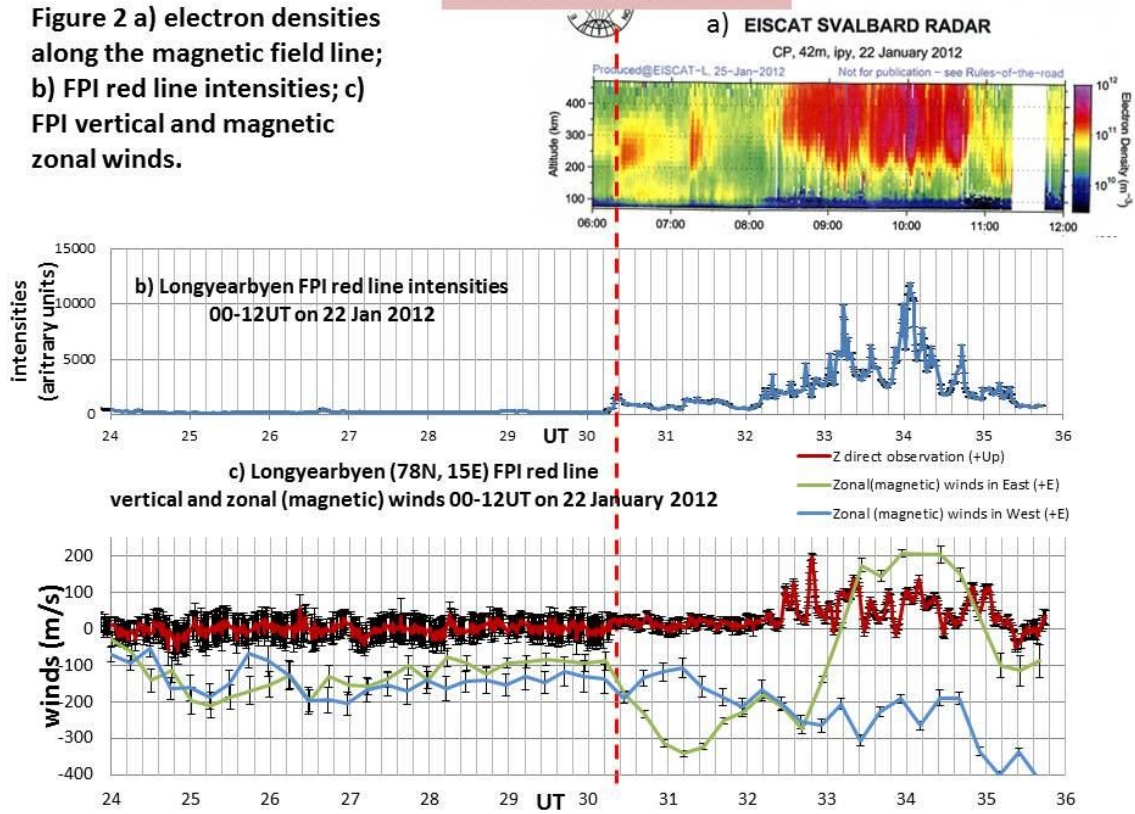 Figure 2 a) electron densities
along the magnetic field line;
b) FPI red line intensities; c)
FPI vertical and magnetic
zonal winds.
a) EISCAT SVALBARD RADAR
CP, 42m, ipy, 22 January 2012
Produced@EISCAT-L, 25-Jan-2012 Not for publication - see Rules-of-the-road
Altitude (km)
400
300
200
100
06:00 07:00 08:00 09:00 10:00 11:00 12:00
10^12
10^11
10^10
Electron Density (m^-3)
b) Longyearbyen FPI red line intensities
00-12UT on 22 Jan 2012
intensities
(aritrary units)
15000
10000
5000
0
24 25 26 27 28 29 30 31 32 33 34 35 36
UT
c) Longyearbyen (78N, 15E) FPI red line
vertical and zonal (magnetic) winds 00-12UT on 22 January 2012
Z direct observation (+Up)
Zonal(magnetic) winds in East (+E)
Zonal (magnetic) winds in West (+E)
winds (m/s)
200
100
0
-100
-200
-300
-400
24 25 26 27 28 29 30 31 32 33 34 35 36
UT